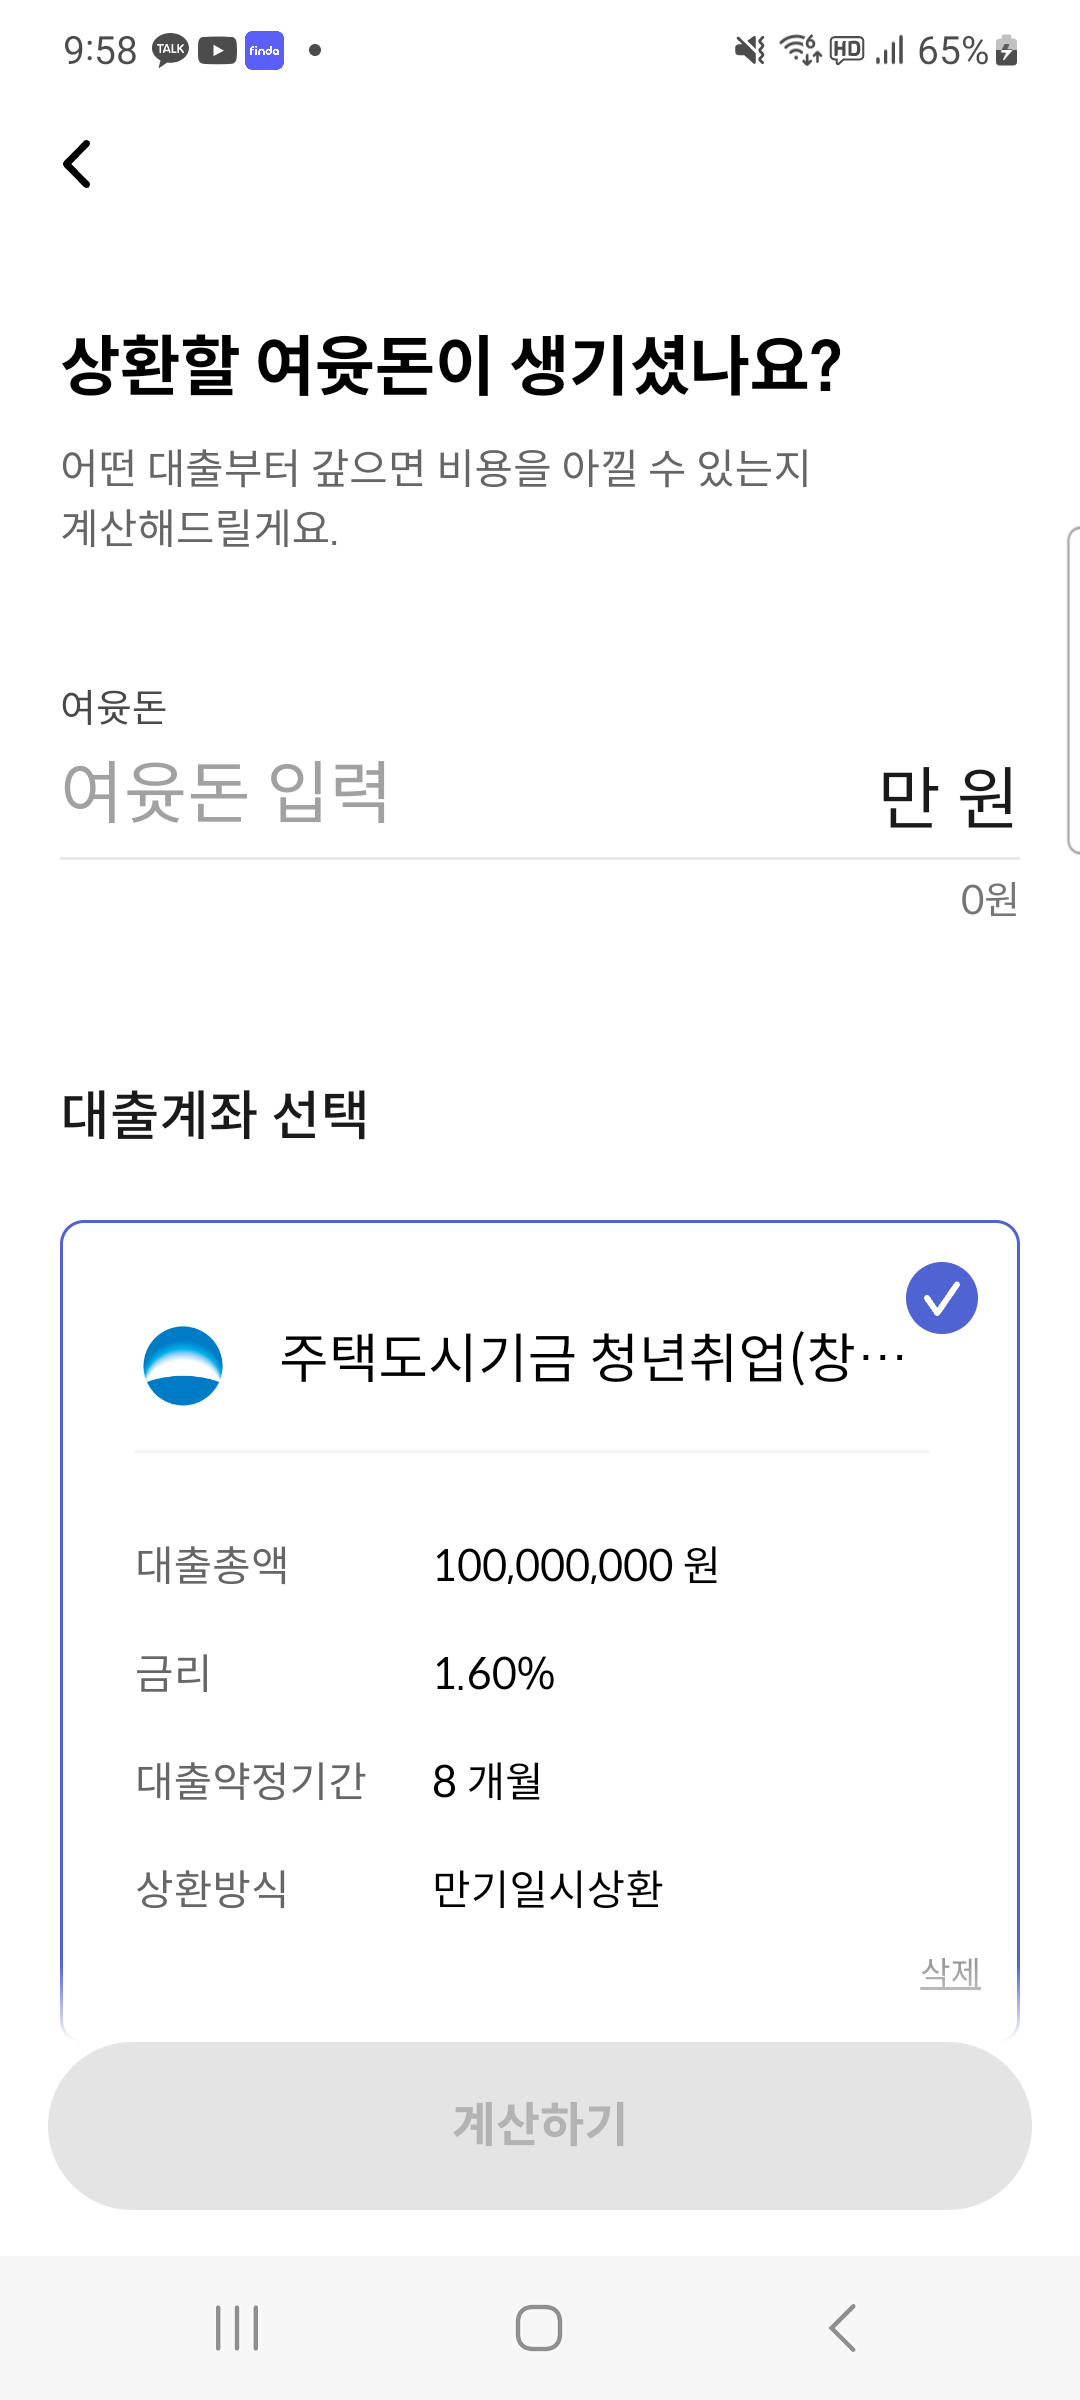 9:58 TALK finda HD 65%
상환할 여윳돈이 생기셨나요?
어떤 대출부터 갚으면 비용을 아낄 수 있는지
계산해드릴게요.
여윳돈
여윳돈 입력 만 원
0원
대출계좌 선택
주택도시기금 청년취업(창…
대출총액 100,000,000 원
금리 1.60%
대출약정기간 8 개월
상환방식 만기일시상환
삭제
계산하기